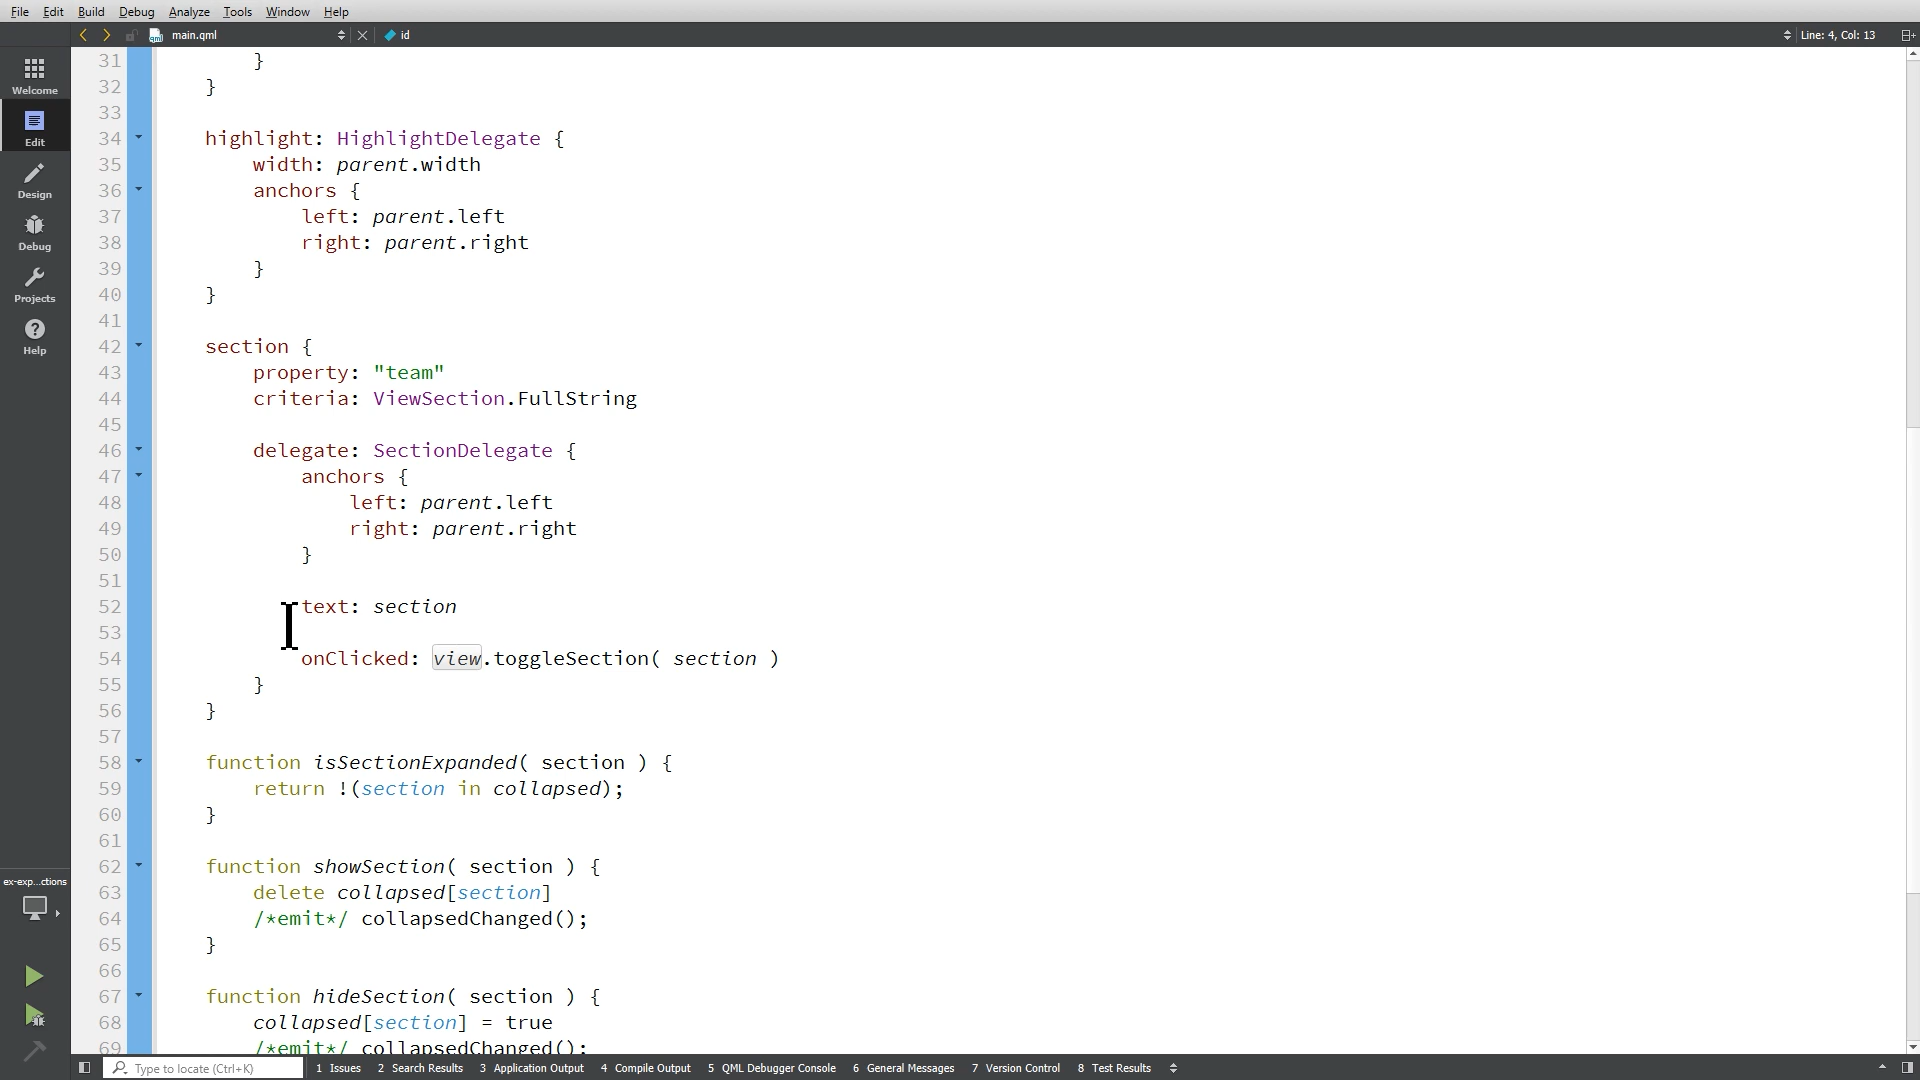 File Edit Build Debug Analyze Tools Window Help
main.qml id Line: 4, Col: 13
Welcome
Edit
Design
Debug
Projects
Help
ex-exp...ctions
31 }
32 }
33
34 highlight: HighlightDelegate {
35 width: parent.width
36 anchors {
37 left: parent.left
38 right: parent.right
39 }
40 }
41
42 section {
43 property: "team"
44 criteria: ViewSection.FullString
45
46 delegate: SectionDelegate {
47 anchors {
48 left: parent.left
49 right: parent.right
50 }
51
52 text: section
53
54 onClicked: view.toggleSection( section )
55 }
56 }
57
58 function isSectionExpanded( section ) {
59 return !(section in collapsed);
60 }
61
62 function showSection( section ) {
63 delete collapsed[section]
64 /*emit*/ collapsedChanged();
65 }
66
67 function hideSection( section ) {
68 collapsed[section] = true
69 /*emit*/ collapsedChanged();
Type to locate (Ctrl+K) 1 Issues 2 Search Results 3 Application Output 4 Compile Output 5 QML Debugger Console 6 General Messages 7 Version Control 8 Test Results